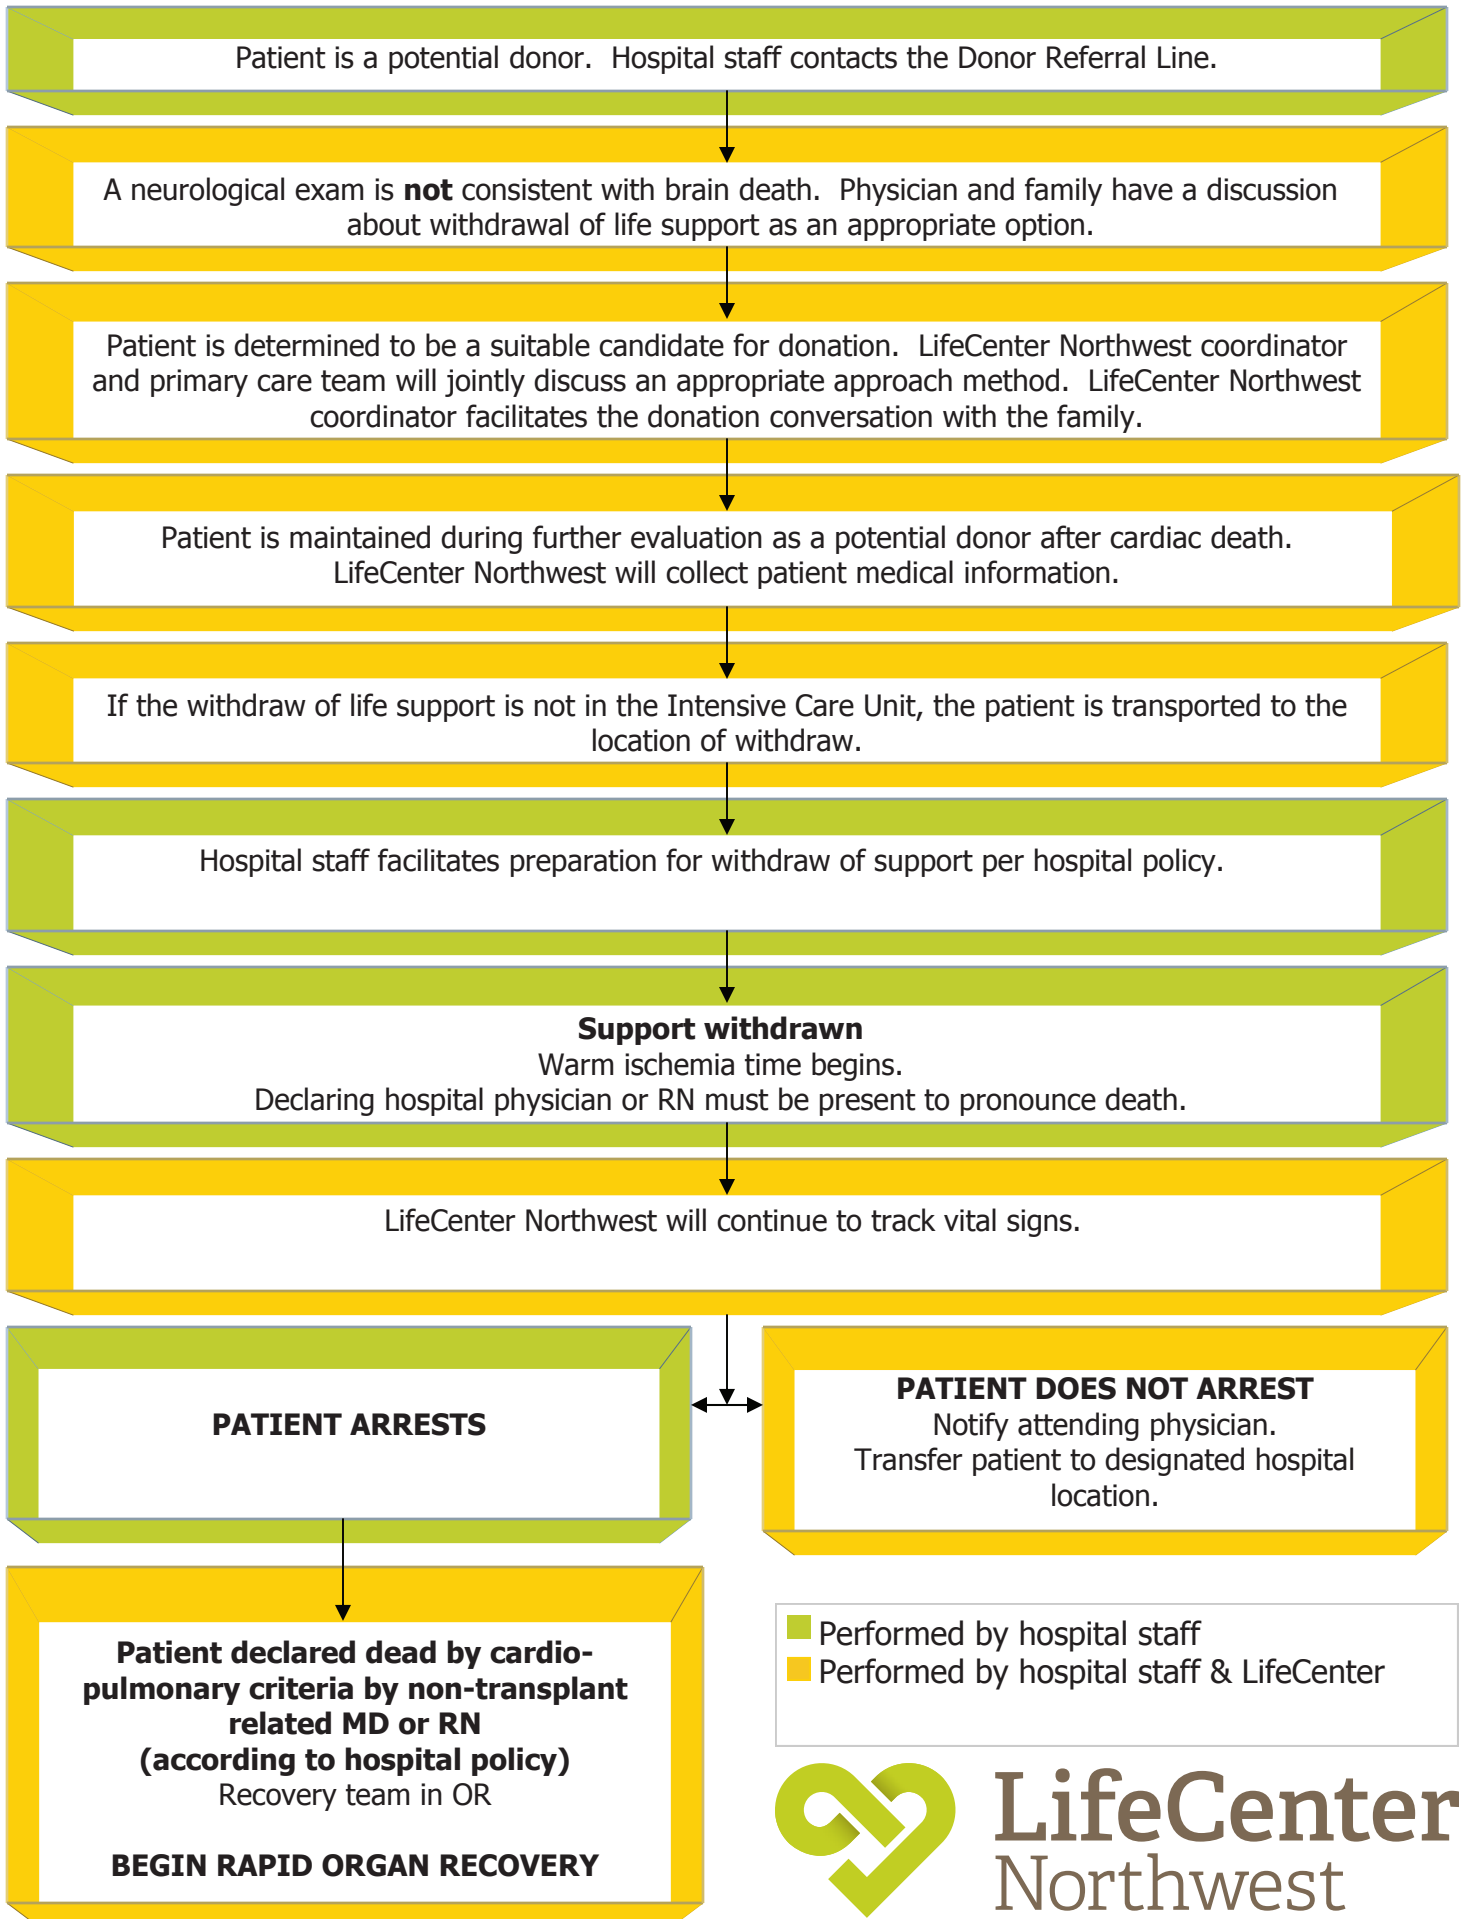 Patient is a potential donor.  Hospital staff contacts the Donor Referral Line.
A neurological exam is not consistent with brain death.  Physician and family have a discussion
about withdrawal of life support as an appropriate option.
Patient is determined to be a suitable candidate for donation.  LifeCenter Northwest coordinator
and primary care team will jointly discuss an appropriate approach method.  LifeCenter Northwest
coordinator facilitates the donation conversation with the family.
Patient is maintained during further evaluation as a potential donor after cardiac death.
LifeCenter Northwest will collect patient medical information.
If the withdraw of life support is not in the Intensive Care Unit, the patient is transported to the
location of withdraw.
Hospital staff facilitates preparation for withdraw of support per hospital policy.
Support withdrawn
Warm ischemia time begins.
Declaring hospital physician or RN must be present to pronounce death.
LifeCenter Northwest will continue to track vital signs.
PATIENT ARRESTS
PATIENT DOES NOT ARREST
Notify attending physician.
Transfer patient to designated hospital
location.
Patient declared dead by cardio-
pulmonary criteria by non-transplant
related MD or RN
(according to hospital policy)
Recovery team in OR
BEGIN RAPID ORGAN RECOVERY
Performed by hospital staff
Performed by hospital staff & LifeCenter
LifeCenter
Northwest